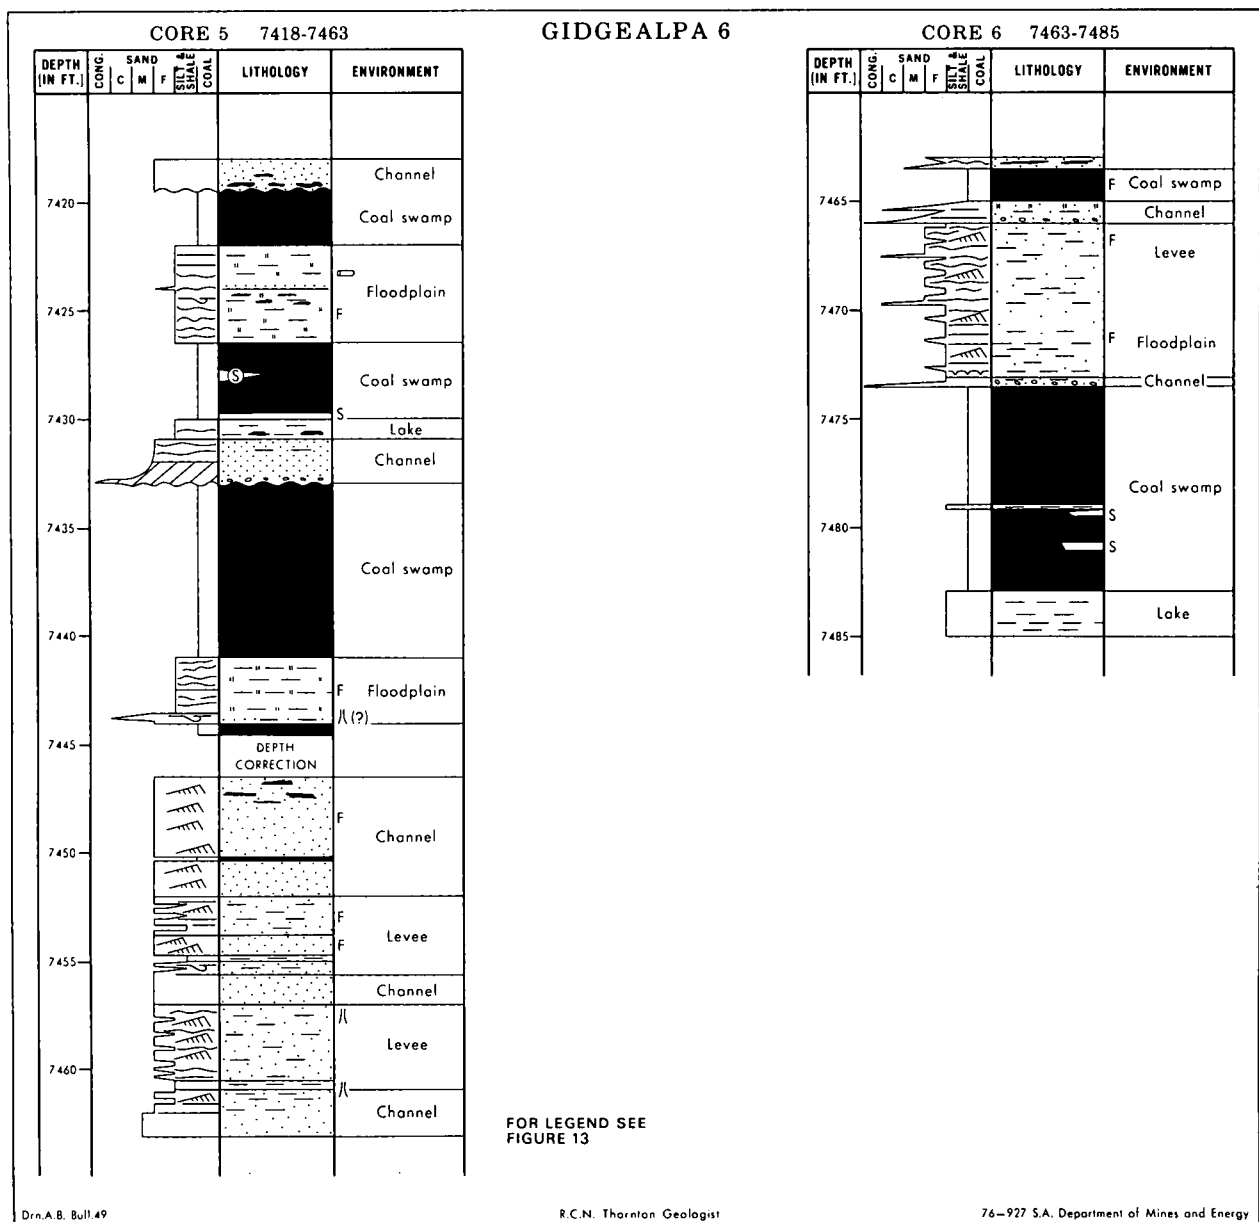 GIDGEALPA 6
CORE 5 7418-7463
DEPTH (IN FT.) CONG. SAND C M F SILT & SHALE COAL LITHOLOGY ENVIRONMENT
Channel
7420
Coal swamp
Floodplain
7425
F
S
Coal swamp
7430
S
Lake
Channel
7435
Coal swamp
7440
F Floodplain
(?)
7445
DEPTH
CORRECTION
F
Channel
7450
F
Levee
F
7455
Channel
Levee
7460
Channel
CORE 6 7463-7485
DEPTH (IN FT.) CONG. SAND C M F SILT & SHALE COAL LITHOLOGY ENVIRONMENT
F Coal swamp
7465
Channel
F
Levee
7470
F Floodplain
Channel
7475
Coal swamp
S
7480
S
Lake
7485
FOR LEGEND SEE
FIGURE 13
Drn.A.B. Bull.49 R.C.N. Thornton Geologist 76-927 S.A. Department of Mines and Energy